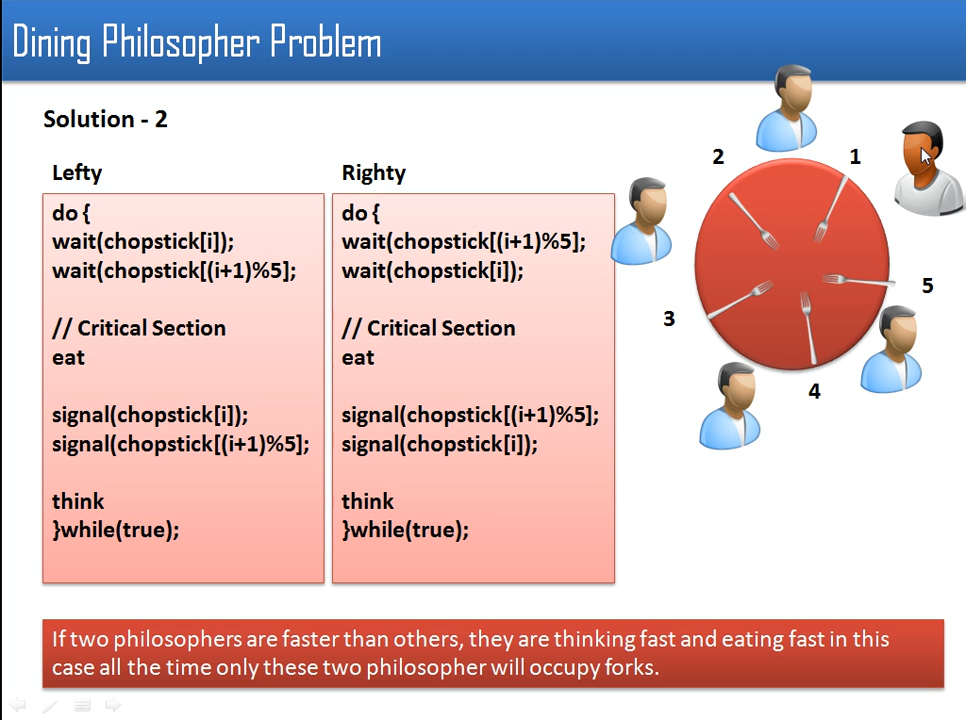 Dining Philosopher Problem
Solution - 2
Lefty
do {
wait(chopstick[i]);
wait(chopstick[(i+1)%5];
// Critical Section
eat
signal(chopstick[i]);
signal(chopstick[(i+1)%5];
think
}while(true);
Righty
do {
wait(chopstick[(i+1)%5];
wait(chopstick[i]);
// Critical Section
eat
signal(chopstick[(i+1)%5];
signal(chopstick[i]);
think
}while(true);
2
1
5
3
4
If two philosophers are faster than others, they are thinking fast and eating fast in this
case all the time only these two philosopher will occupy forks.